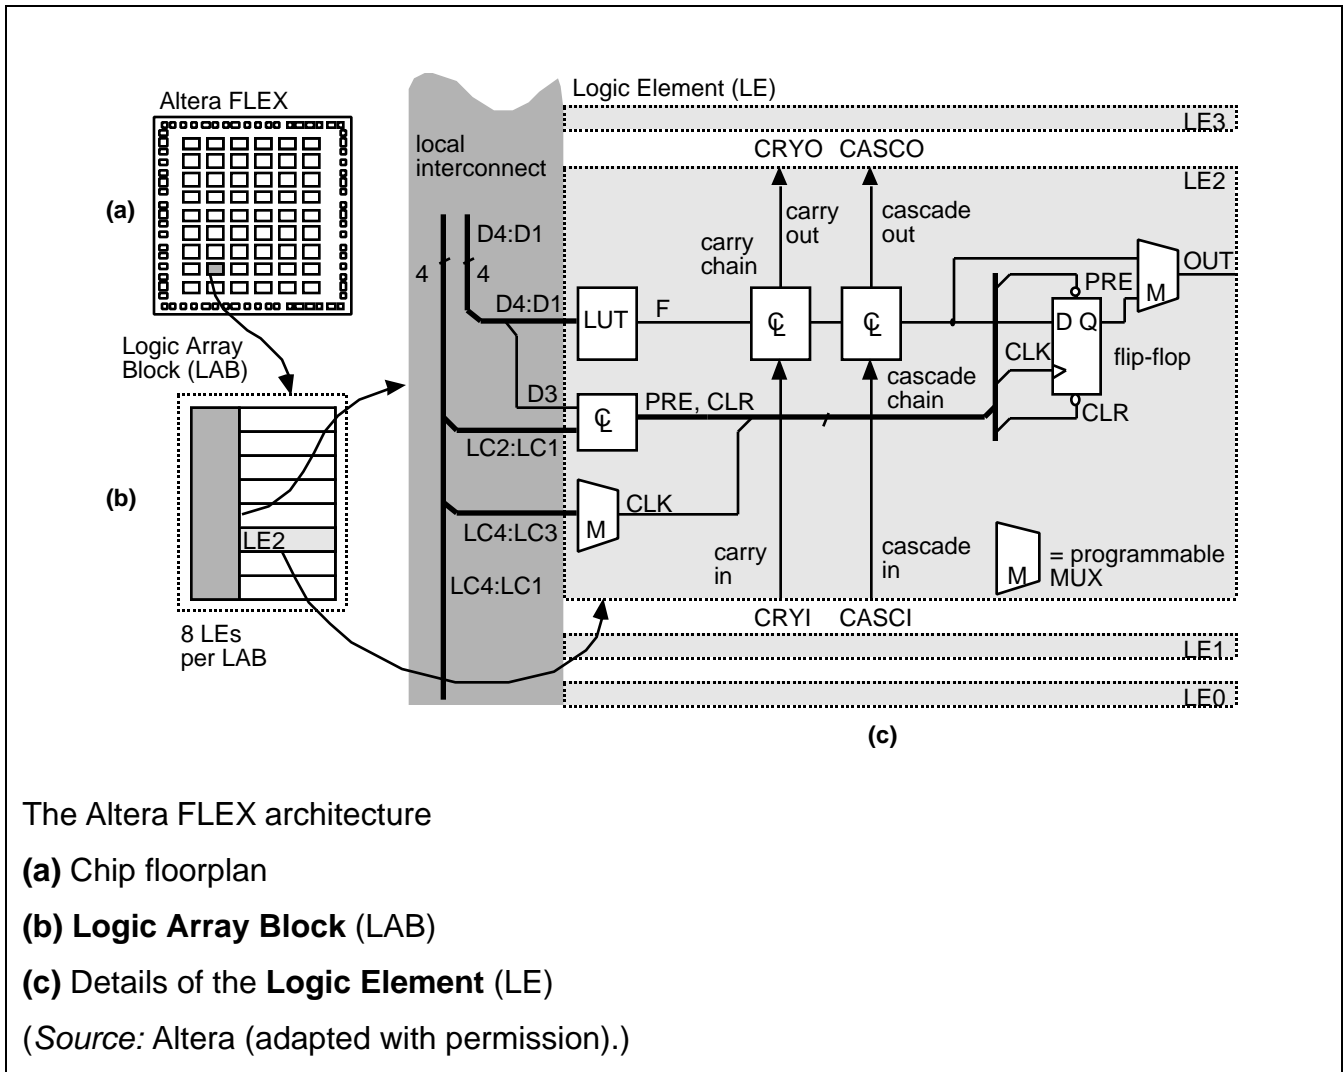 Altera FLEX
(a)
Logic Array
Block (LAB)
(b)
LE2
8 LEs
per LAB
local
interconnect
Logic Element (LE)
LE3
CRYO CASCO
LE2
carry
out
cascade
out
carry
chain
D4:D1
4
4
D4:D1
LUT
F
℄
℄
M
OUT
PRE
D Q
CLK
flip-flop
CLR
cascade
chain
D3
℄
PRE, CLR
LC2:LC1
M
CLK
LC4:LC3
LC4:LC1
carry
in
cascade
in
M
= programmable
MUX
CRYI CASCI
LE1
LE0
(c)
The Altera FLEX architecture
(a) Chip floorplan
(b) Logic Array Block (LAB)
(c) Details of the Logic Element (LE)
(Source: Altera (adapted with permission).)